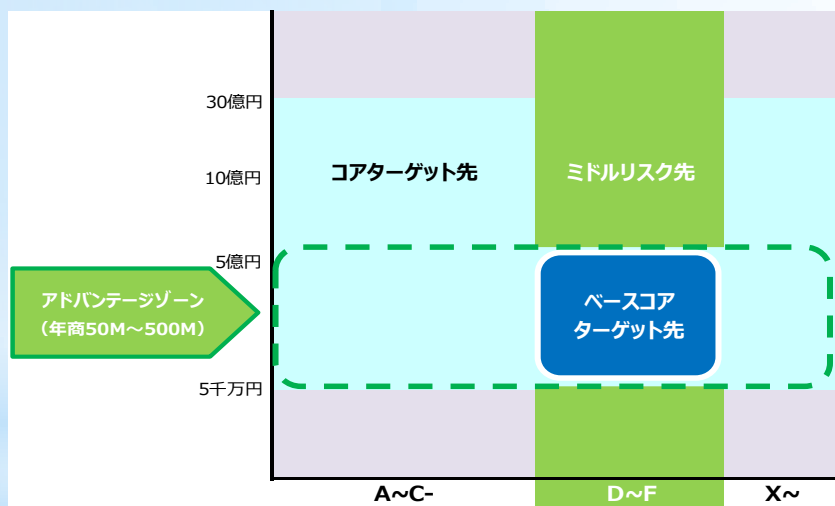 30億円
10億円
コアターゲット先
ミドルリスク先
5億円
アドバンテージゾーン
(年商50M～500M)
ベースコア
ターゲット先
5千万円
A~C-
D~F
X~